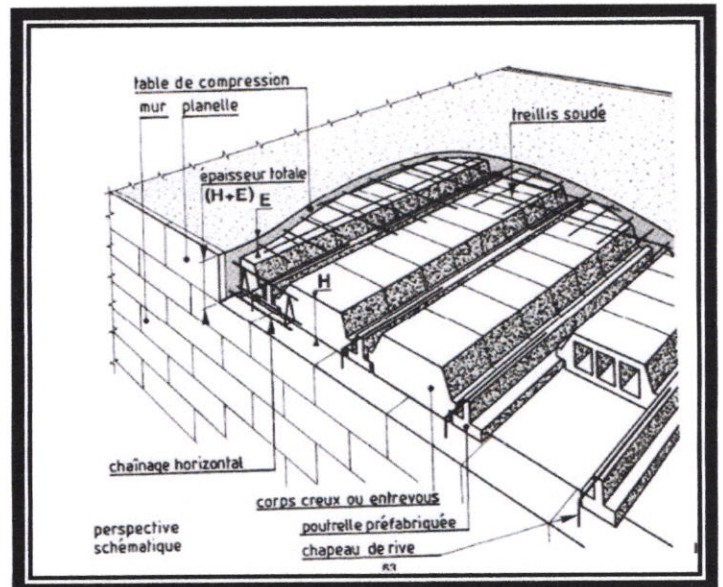 table de compression
mur planelle
treillis soudé
épaisseur totale
(H+E) E
H
chaînage horizontal
corps creux ou entrevous
poutrelle préfabriquée
chapeau de rive
perspective
schématique
63